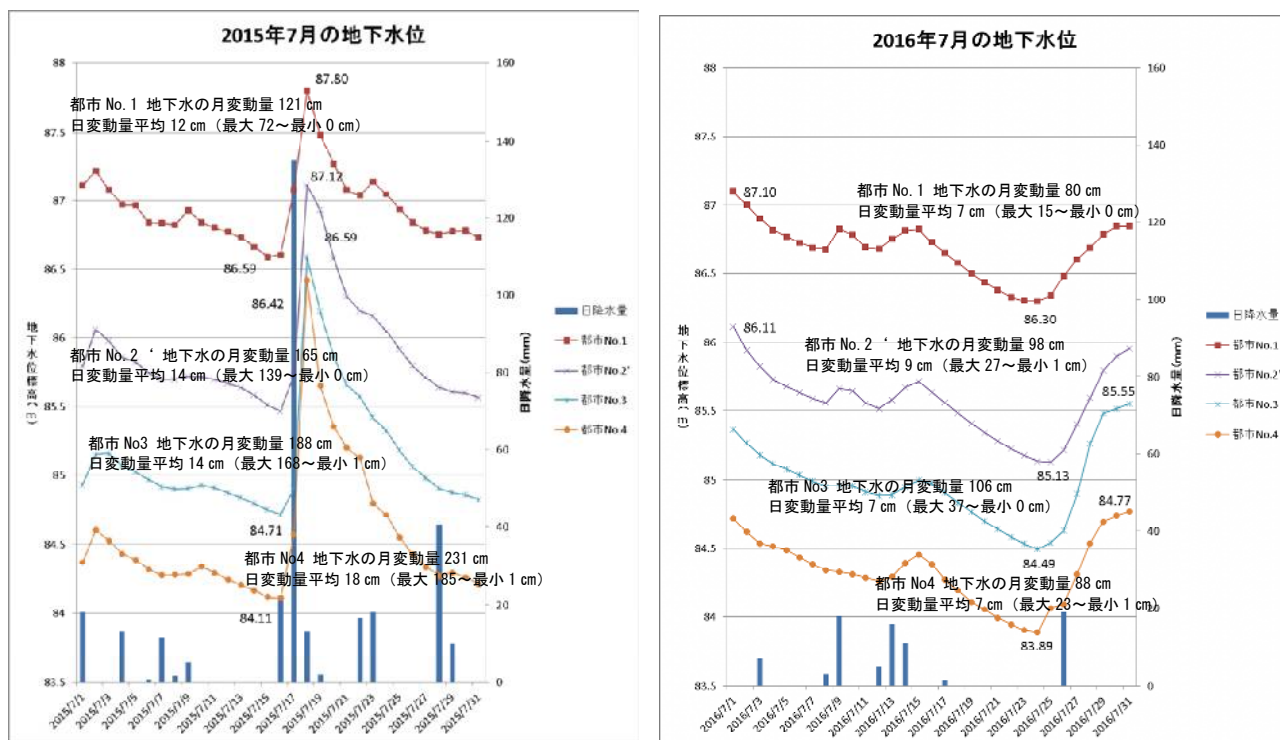 2015年7月の地下水位
88
87.5
87
86.5
86
85.5
85
84.5
84
83.5
160
140
120
100
80
60
40
20
0
地下水位標高(m)
日降水量(mm)
都市 No.1 地下水の月変動量 121 cm
日変動量平均 12 cm（最大 72～最小 0 cm）
87.80
87.12
86.59
86.59
86.42
都市 No.2 ‘ 地下水の月変動量 165 cm
日変動量平均 14 cm（最大 139～最小 0 cm）
都市 No3 地下水の月変動量 188 cm
日変動量平均 14 cm（最大 168～最小 1 cm）
84.71
都市 No4 地下水の月変動量 231 cm
日変動量平均 18 cm（最大 185～最小 1 cm）
84.11
日降水量
都市No.1
都市No.2'
都市No.3
都市No.4
2015/7/1
2015/7/3
2015/7/5
2015/7/7
2015/7/9
2015/7/11
2015/7/13
2015/7/15
2015/7/17
2015/7/19
2015/7/21
2015/7/23
2015/7/25
2015/7/27
2015/7/29
2015/7/31
2016年7月の地下水位
88
87.5
87
86.5
86
85.5
85
84.5
84
83.5
160
140
120
100
80
60
40
20
0
地下水位標高(m)
日降水量(mm)
87.10
都市 No.1 地下水の月変動量 80 cm
日変動量平均 7 cm（最大 15～最小 0 cm）
86.30
86.11
都市 No.2 ‘ 地下水の月変動量 98 cm
日変動量平均 9 cm（最大 27～最小 1 cm）
85.55
85.13
都市 No3 地下水の月変動量 106 cm
日変動量平均 7 cm（最大 37～最小 0 cm）
84.77
84.49
都市 No4 地下水の月変動量 88 cm
日変動量平均 7 cm（最大 23～最小 1 cm）
83.89
日降水量
都市No.1
都市No.2'
都市No.3
都市No.4
2016/7/1
2016/7/3
2016/7/5
2016/7/7
2016/7/9
2016/7/11
2016/7/13
2016/7/15
2016/7/17
2016/7/19
2016/7/21
2016/7/23
2016/7/25
2016/7/27
2016/7/29
2016/7/31